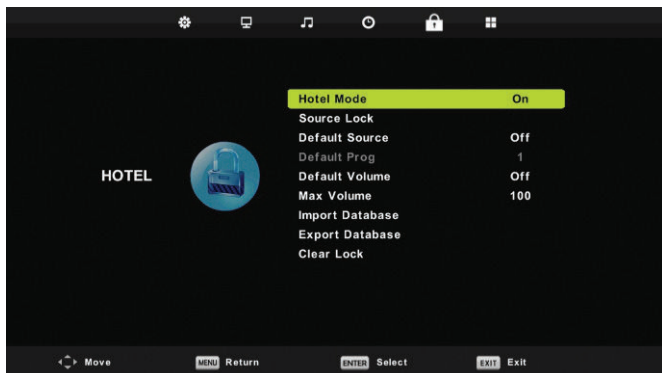 Hotel Mode On
Source Lock
Default Source Off
Default Prog 1
HOTEL
Default Volume Off
Max Volume 100
Import Database
Export Database
Clear Lock
Move MENU Return ENTER Select EXIT Exit